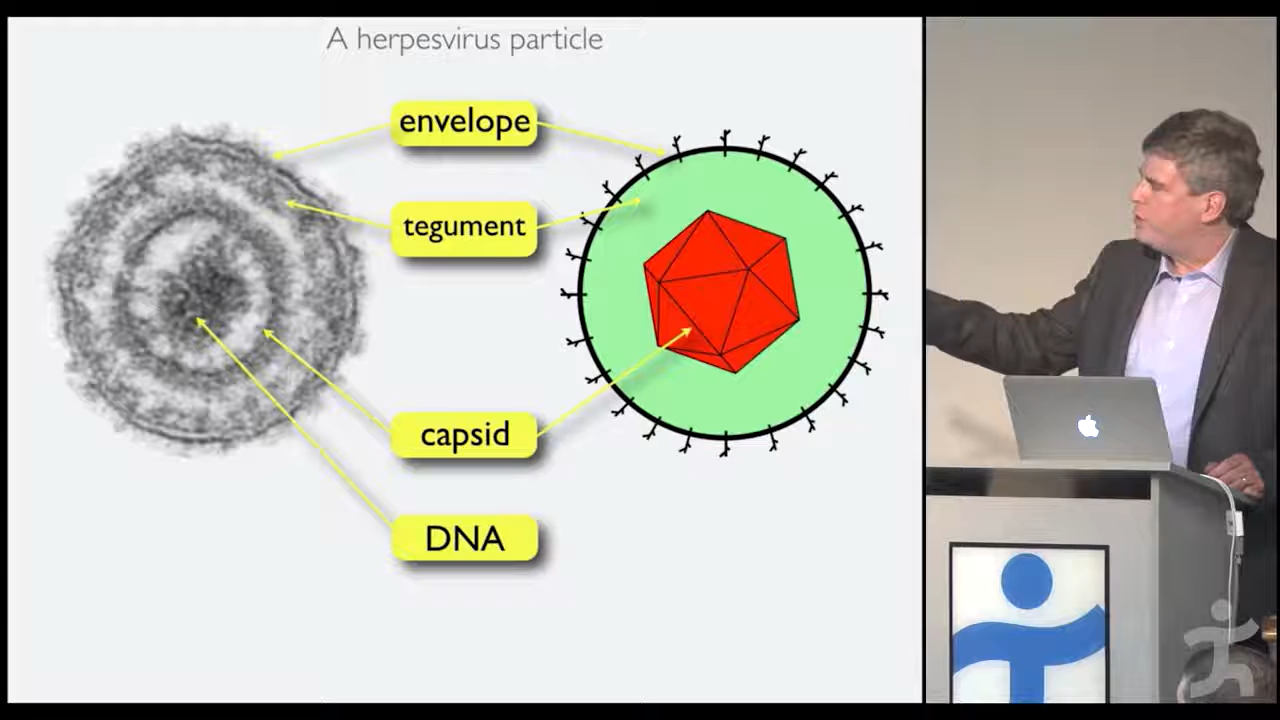 A herpesvirus particle
envelope
tegument
capsid
DNA